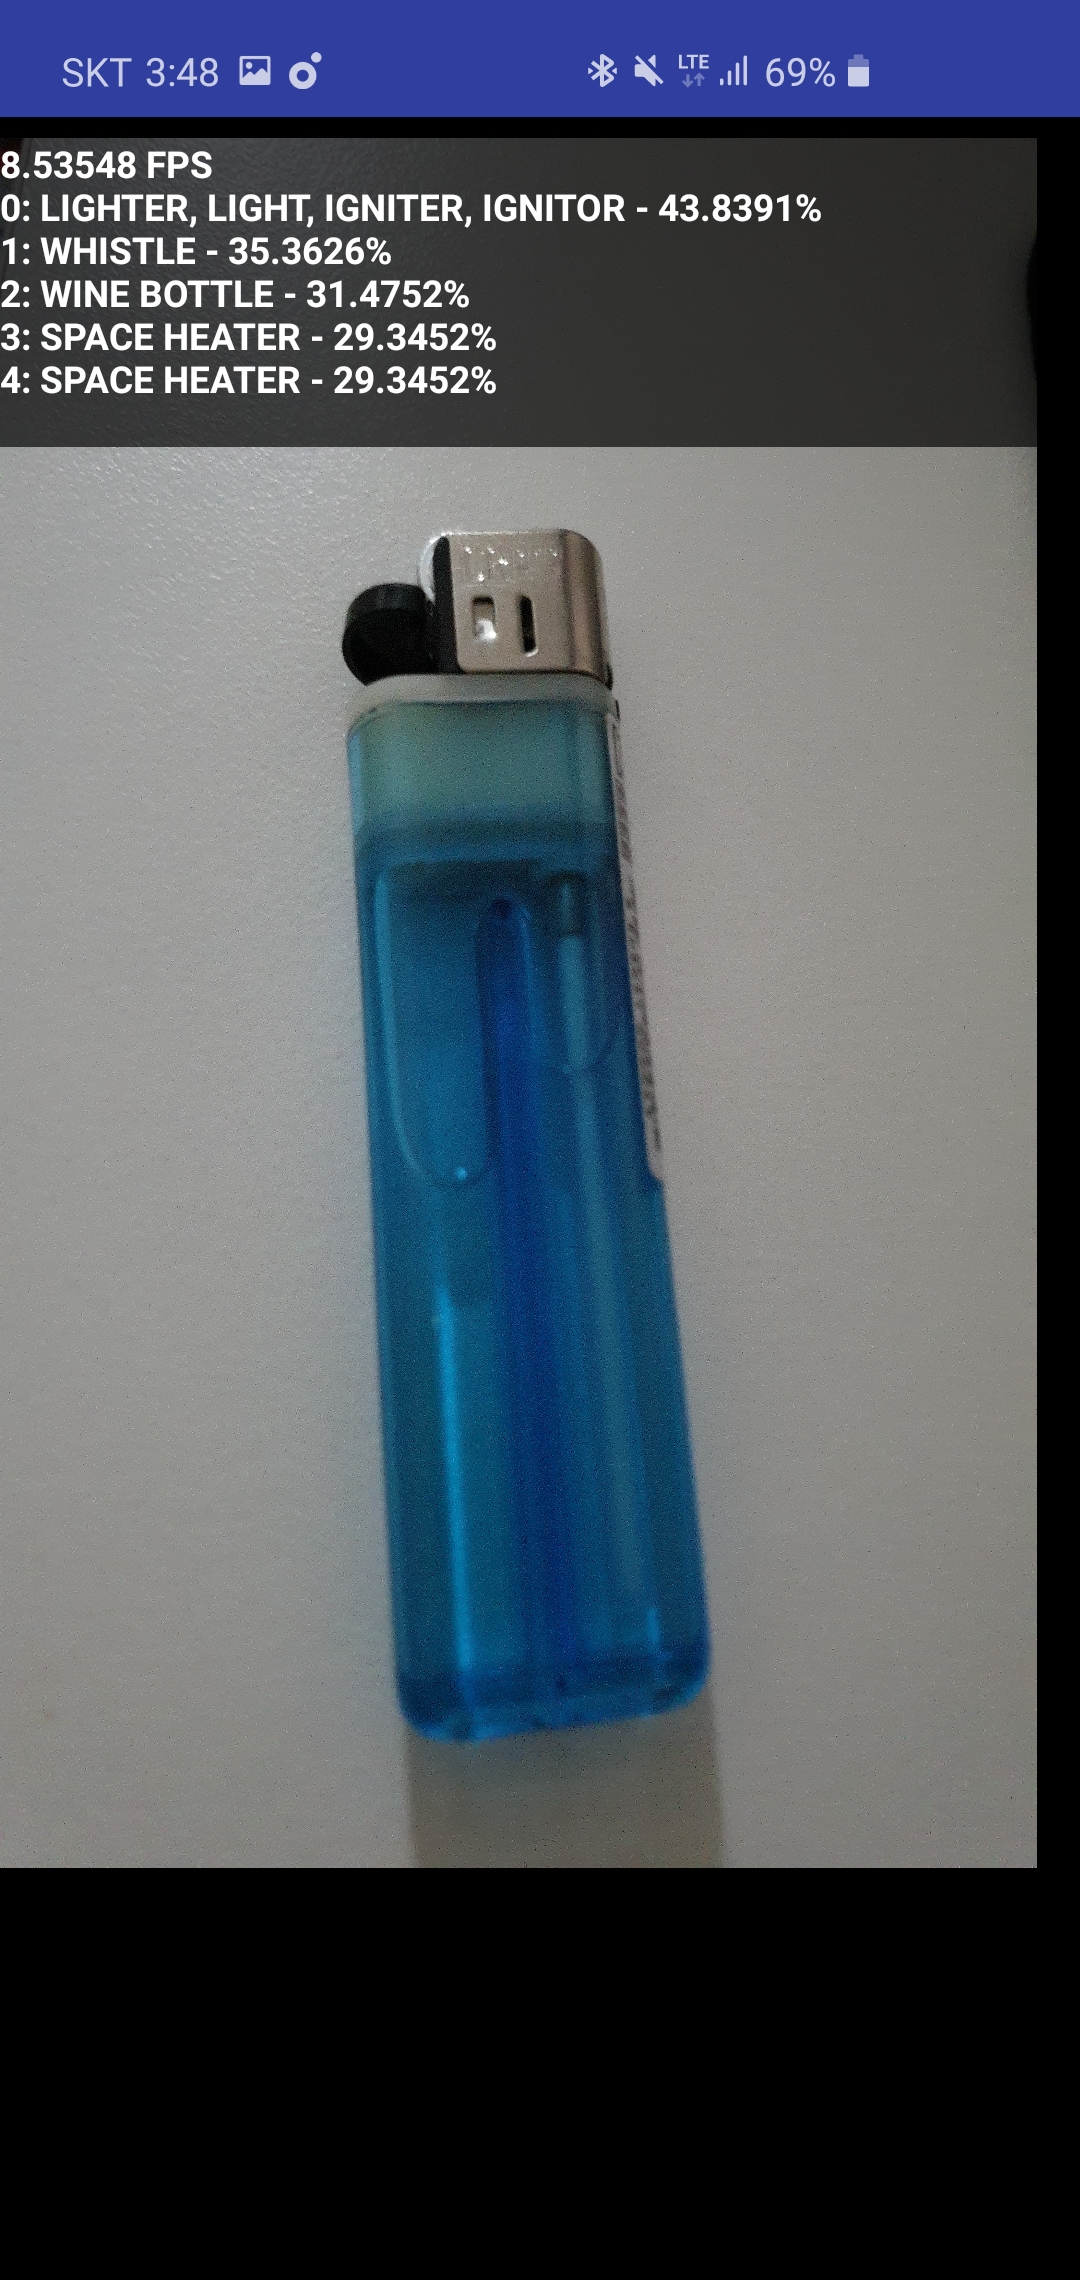 SKT 3:48 LTE 69%
8.53548 FPS
0: LIGHTER, LIGHT, IGNITER, IGNITOR - 43.8391%
1: WHISTLE - 35.3626%
2: WINE BOTTLE - 31.4752%
3: SPACE HEATER - 29.3452%
4: SPACE HEATER - 29.3452%